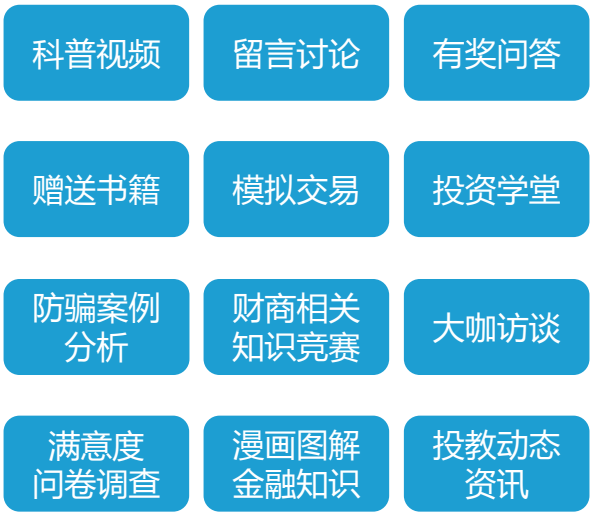 科普视频
留言讨论
有奖问答
赠送书籍
模拟交易
投资学堂
防骗案例
分析
财商相关
知识竞赛
大咖访谈
满意度
问卷调查
漫画图解
金融知识
投教动态
资讯